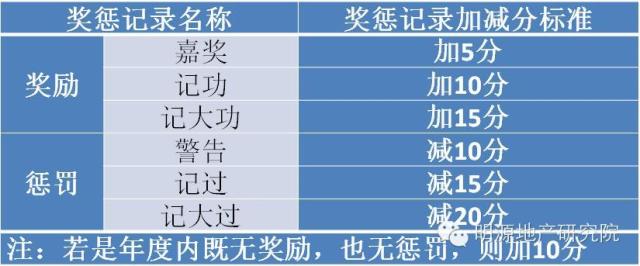 奖惩记录名称 奖惩记录加减分标准
奖励
嘉奖 加5分
记功 加10分
记大功 加15分
惩罚
警告 减10分
记过 减15分
记大过 减20分
明源地产研究院
注：若是年度内既无奖励，也无惩罚，则加10分